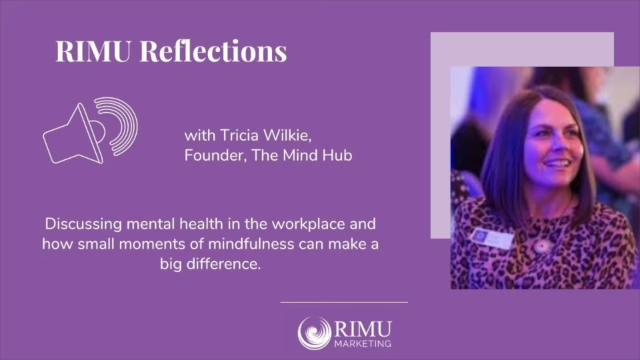 RIMU Reflections
with Tricia Wilkie,
Founder, The Mind Hub
Discussing mental health in the workplace and
how small moments of mindfulness can make a
big difference.
RIMU
MARKETING